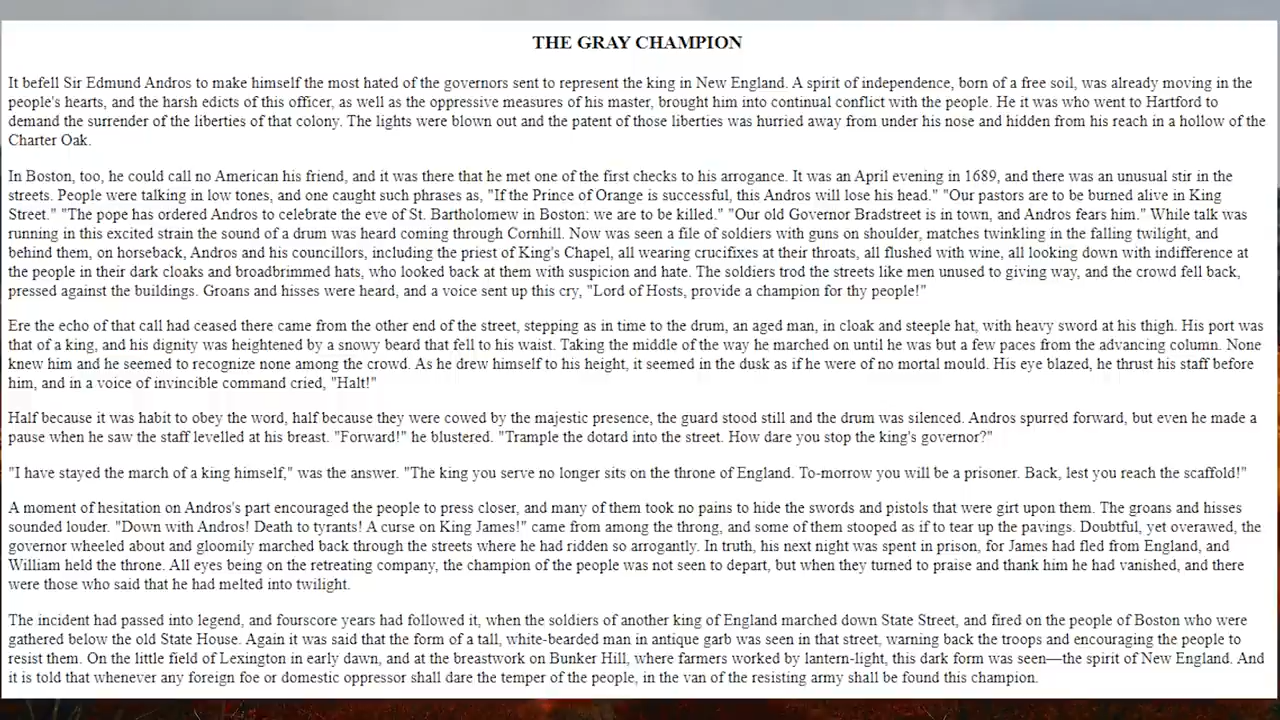 THE GRAY CHAMPION
It befell Sir Edmund Andros to make himself the most hated of the governors sent to represent the king in New England. A spirit of independence, born of a free soil, was already moving in the
people's hearts, and the harsh edicts of this officer, as well as the oppressive measures of his master, brought him into continual conflict with the people. He it was who went to Hartford to
demand the surrender of the liberties of that colony. The lights were blown out and the patent of those liberties was hurried away from under his nose and hidden from his reach in a hollow of the
Charter Oak.
In Boston, too, he could call no American his friend, and it was there that he met one of the first checks to his arrogance. It was an April evening in 1689, and there was an unusual stir in the
streets. People were talking in low tones, and one caught such phrases as, "If the Prince of Orange is successful, this Andros will lose his head." "Our pastors are to be burned alive in King
Street." "The pope has ordered Andros to celebrate the eve of St. Bartholomew in Boston: we are to be killed." "Our old Governor Bradstreet is in town, and Andros fears him." While talk was
running in this excited strain the sound of a drum was heard coming through Cornhill. Now was seen a file of soldiers with guns on shoulder, matches twinkling in the falling twilight, and
behind them, on horseback, Andros and his councillors, including the priest of King's Chapel, all wearing crucifixes at their throats, all flushed with wine, all looking down with indifference at
the people in their dark cloaks and broadbrimmed hats, who looked back at them with suspicion and hate. The soldiers trod the streets like men unused to giving way, and the crowd fell back,
pressed against the buildings. Groans and hisses were heard, and a voice sent up this cry, "Lord of Hosts, provide a champion for thy people!"
Ere the echo of that call had ceased there came from the other end of the street, stepping as in time to the drum, an aged man, in cloak and steeple hat, with heavy sword at his thigh. His port was
that of a king, and his dignity was heightened by a snowy beard that fell to his waist. Taking the middle of the way he marched on until he was but a few paces from the advancing column. None
knew him and he seemed to recognize none among the crowd. As he drew himself to his height, it seemed in the dusk as if he were of no mortal mould. His eye blazed, he thrust his staff before
him, and in a voice of invincible command cried, "Halt!"
Half because it was habit to obey the word, half because they were cowed by the majestic presence, the guard stood still and the drum was silenced. Andros spurred forward, but even he made a
pause when he saw the staff levelled at his breast. "Forward!" he blustered. "Trample the dotard into the street. How dare you stop the king's governor?"
"I have stayed the march of a king himself," was the answer. "The king you serve no longer sits on the throne of England. To-morrow you will be a prisoner. Back, lest you reach the scaffold!"
A moment of hesitation on Andros's part encouraged the people to press closer, and many of them took no pains to hide the swords and pistols that were girt upon them. The groans and hisses
sounded louder. "Down with Andros! Death to tyrants! A curse on King James!" came from among the throng, and some of them stooped as if to tear up the pavings. Doubtful, yet overawed, the
governor wheeled about and gloomily marched back through the streets where he had ridden so arrogantly. In truth, his next night was spent in prison, for James had fled from England, and
William held the throne. All eyes being on the retreating company, the champion of the people was not seen to depart, but when they turned to praise and thank him he had vanished, and there
were those who said that he had melted into twilight.
The incident had passed into legend, and fourscore years had followed it, when the soldiers of another king of England marched down State Street, and fired on the people of Boston who were
gathered below the old State House. Again it was said that the form of a tall, white-bearded man in antique garb was seen in that street, warning back the troops and encouraging the people to
resist them. On the little field of Lexington in early dawn, and at the breastwork on Bunker Hill, where farmers worked by lantern-light, this dark form was seen—the spirit of New England. And
it is told that whenever any foreign foe or domestic oppressor shall dare the temper of the people, in the van of the resisting army shall be found this champion.